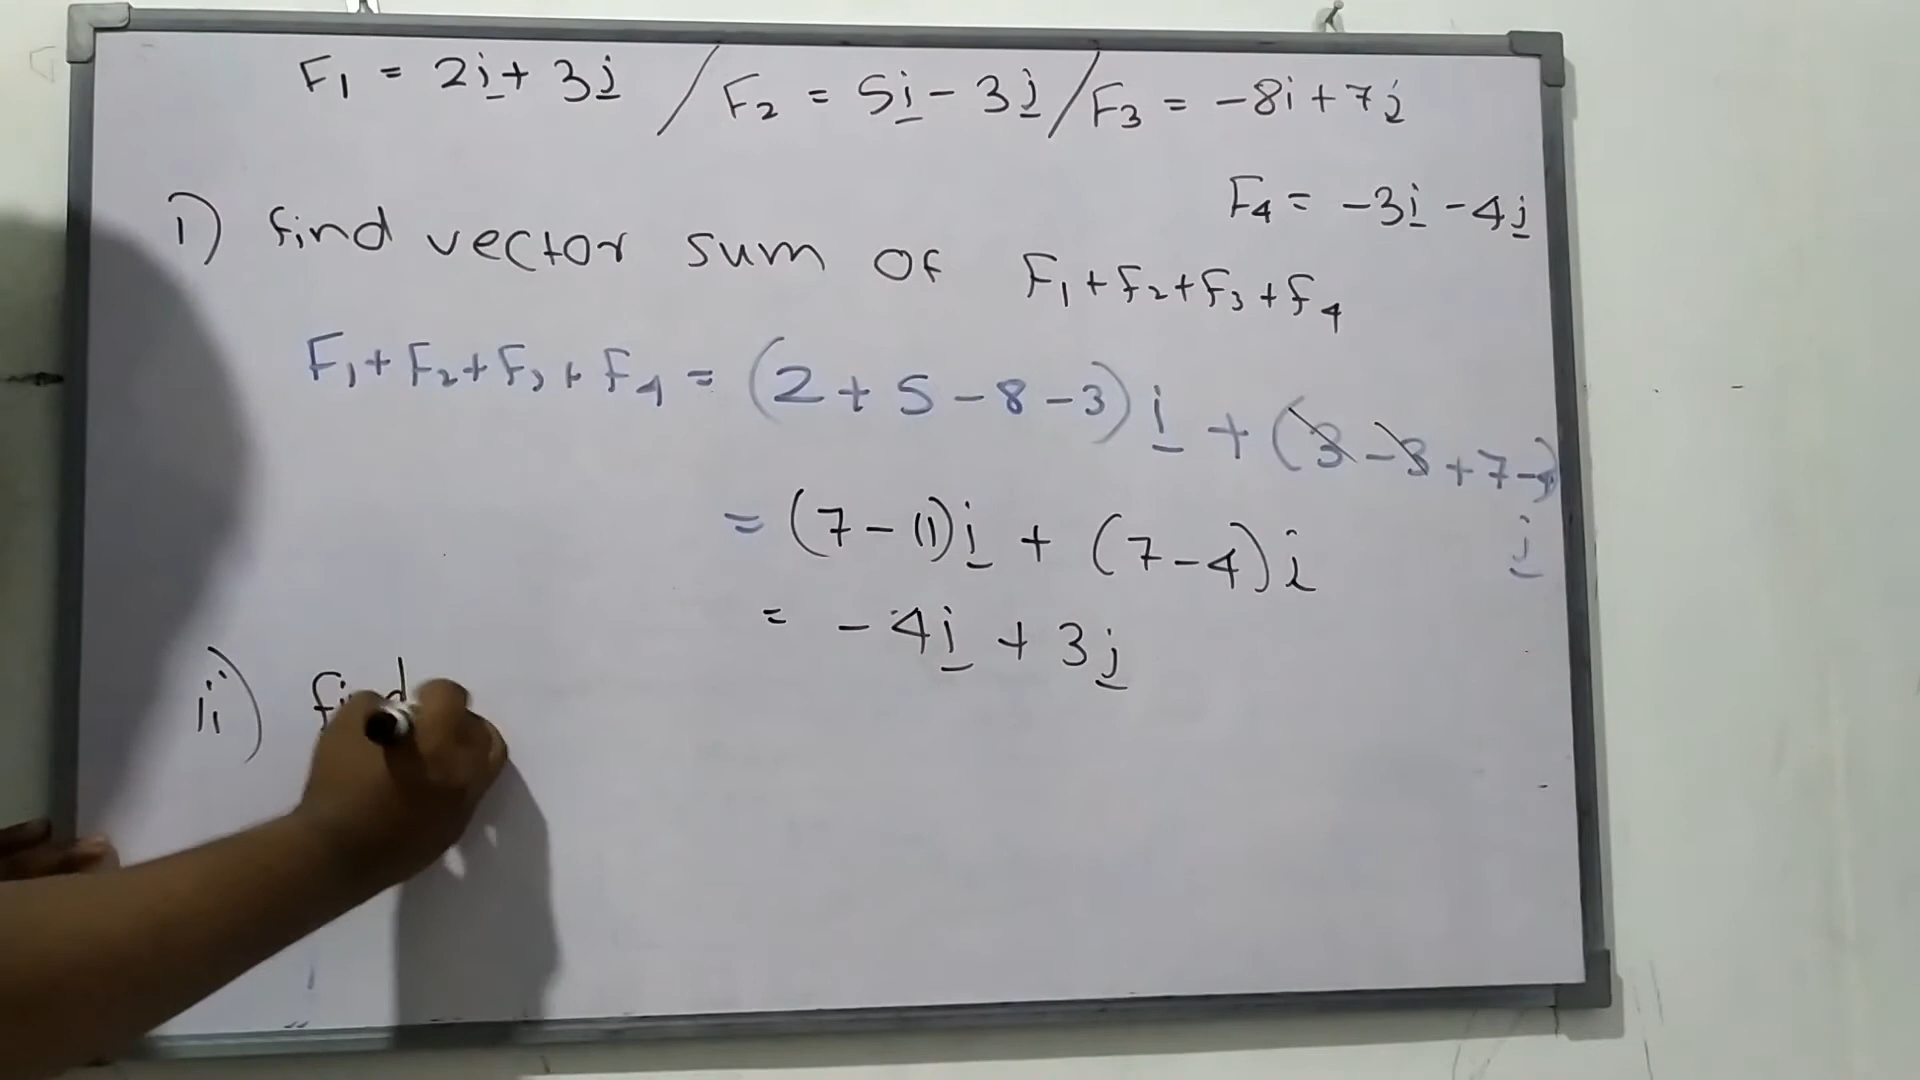 F1 = 2i + 3j / F2 = 5i - 3j / F3 = -8i + 7j
F4 = -3i - 4j
i) find vector sum of F1 + F2 + F3 + F4
F1 + F2 + F3 + F4 = (2 + 5 - 8 - 3) i + (3 - 3 + 7 - 4) j
= (7 - 11) i + (7 - 4) j
= - 4i + 3j
ii) find